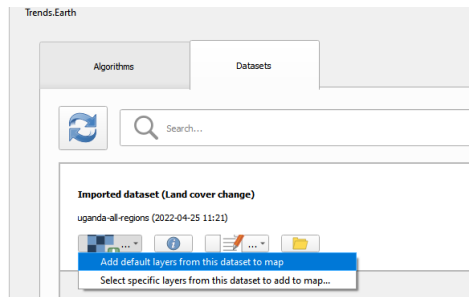 Trends.Earth
Algorithms
Datasets
Search...
Imported dataset (Land cover change)
uganda-all-regions (2022-04-25 11:21)
Add default layers from this dataset to map
Select specific layers from this dataset to add to map...